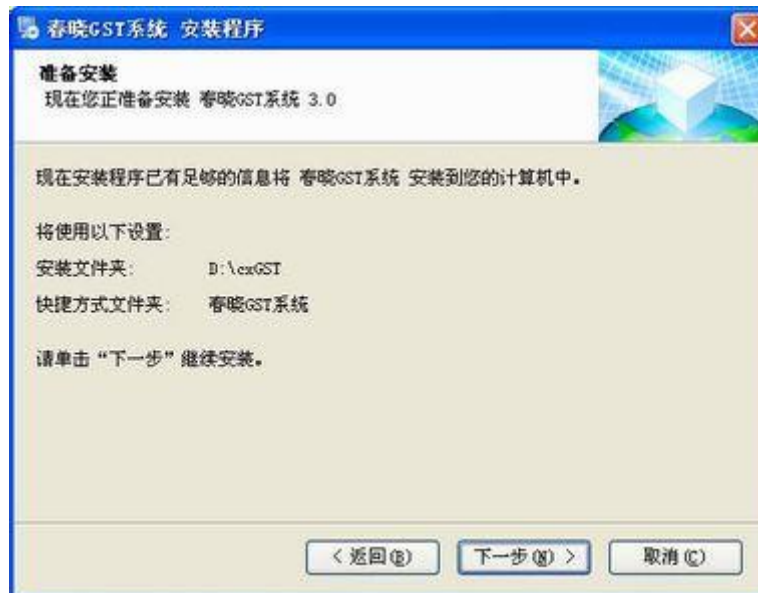 春晓GST系统 安装程序
准备安装
现在您正准备安装 春晓GST系统 3.0
现在安装程序已有足够的信息将 春晓GST系统 安装到您的计算机中。
将使用以下设置:
安装文件夹: D:\cxGST
快捷方式文件夹: 春晓GST系统
请单击“下一步”继续安装。
< 返回(B) 下一步(N) > 取消(C)